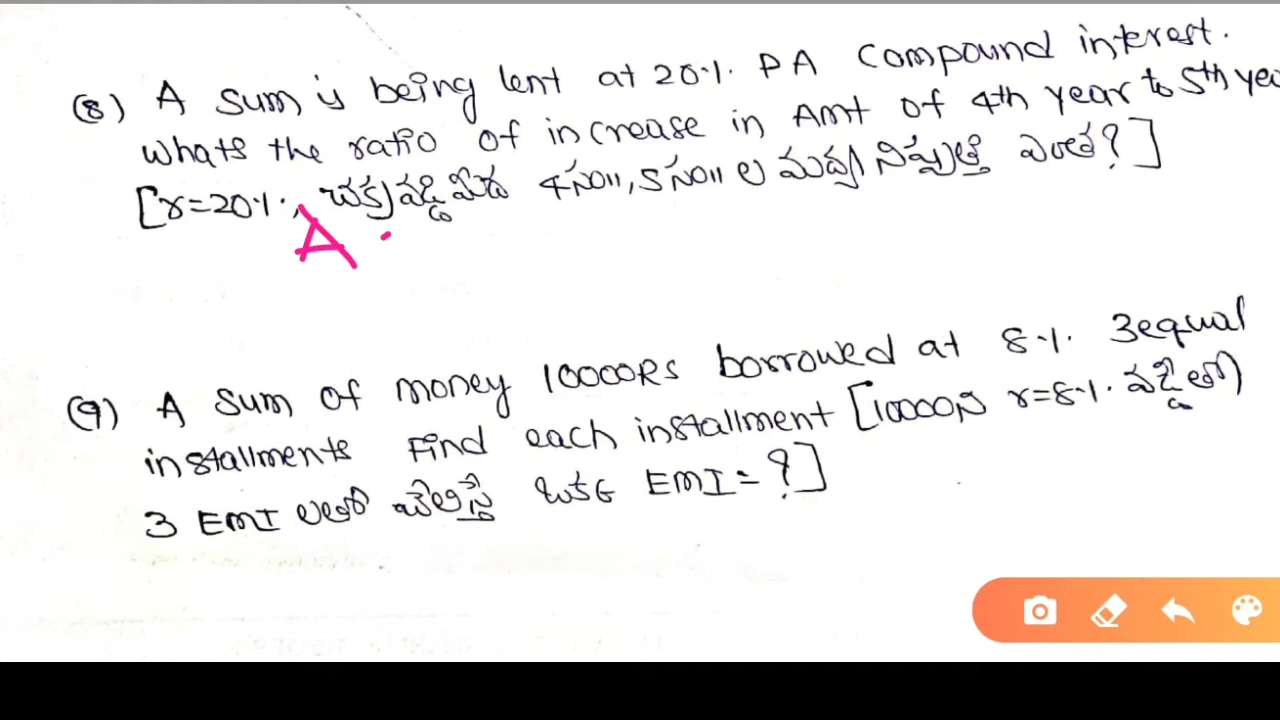 (8) A sum is being lent at 20%. PA compound interest.
Whats the ratio of increase in Amt of 4th year to 5th yea
[r=20%., చక్రవడ్డి మీద 4సం॥, 5సం॥ ల మధ్య నిష్పత్తి ఎంత?]
A
(9) A sum of money 10000RS borrowed at 8%. 3equal
installments Find each installment [10000రు r=8%. వడ్డీతో)
3 EMI లతో చెల్లిస్తే ఒకొ EMI=?]